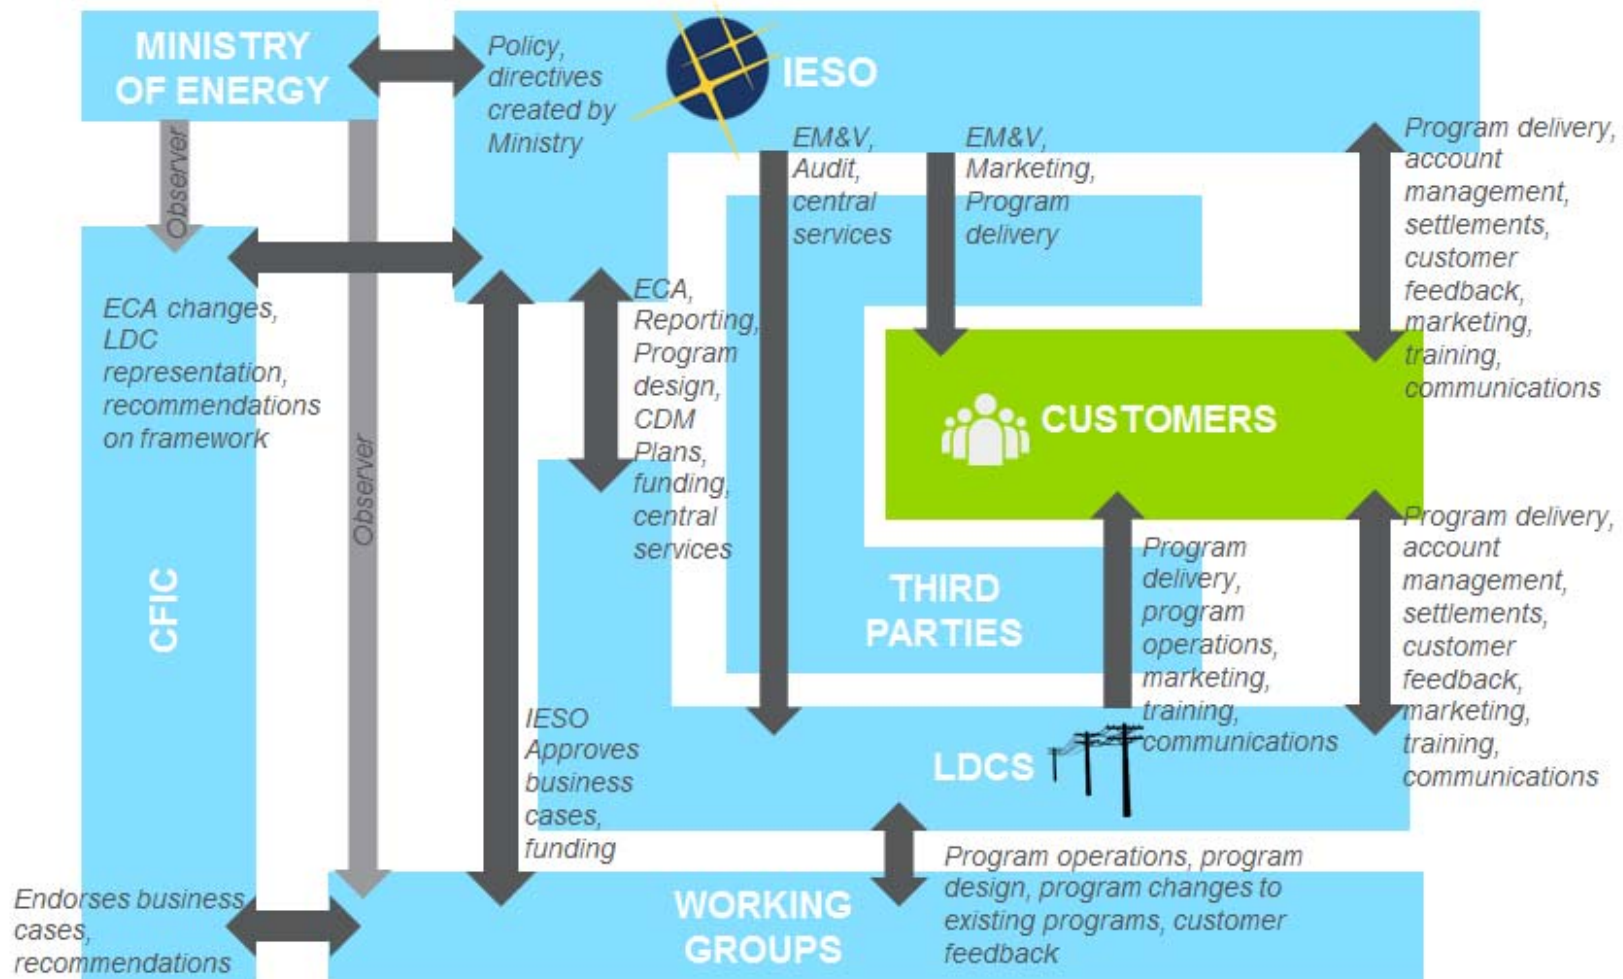 MINISTRY
OF ENERGY
Policy,
directives
created by
Ministry
IESO
Observer
Observer
EM&V,
Audit,
central
services
EM&V,
Marketing,
Program
delivery
Program delivery,
account
management,
settlements,
customer
feedback,
marketing,
training,
communications
ECA changes,
LDC
representation,
recommendations
on framework
ECA,
Reporting,
Program
design,
CDM
Plans,
funding,
central
services
CUSTOMERS
CFIC
THIRD
PARTIES
Program
delivery,
program
operations,
marketing,
training,
communications
Program delivery,
account
management,
settlements,
customer
feedback,
marketing,
training,
communications
IESO
Approves
business
cases,
funding
LDCS
Endorses business
cases,
recommendations
WORKING
GROUPS
Program operations, program
design, program changes to
existing programs, customer
feedback